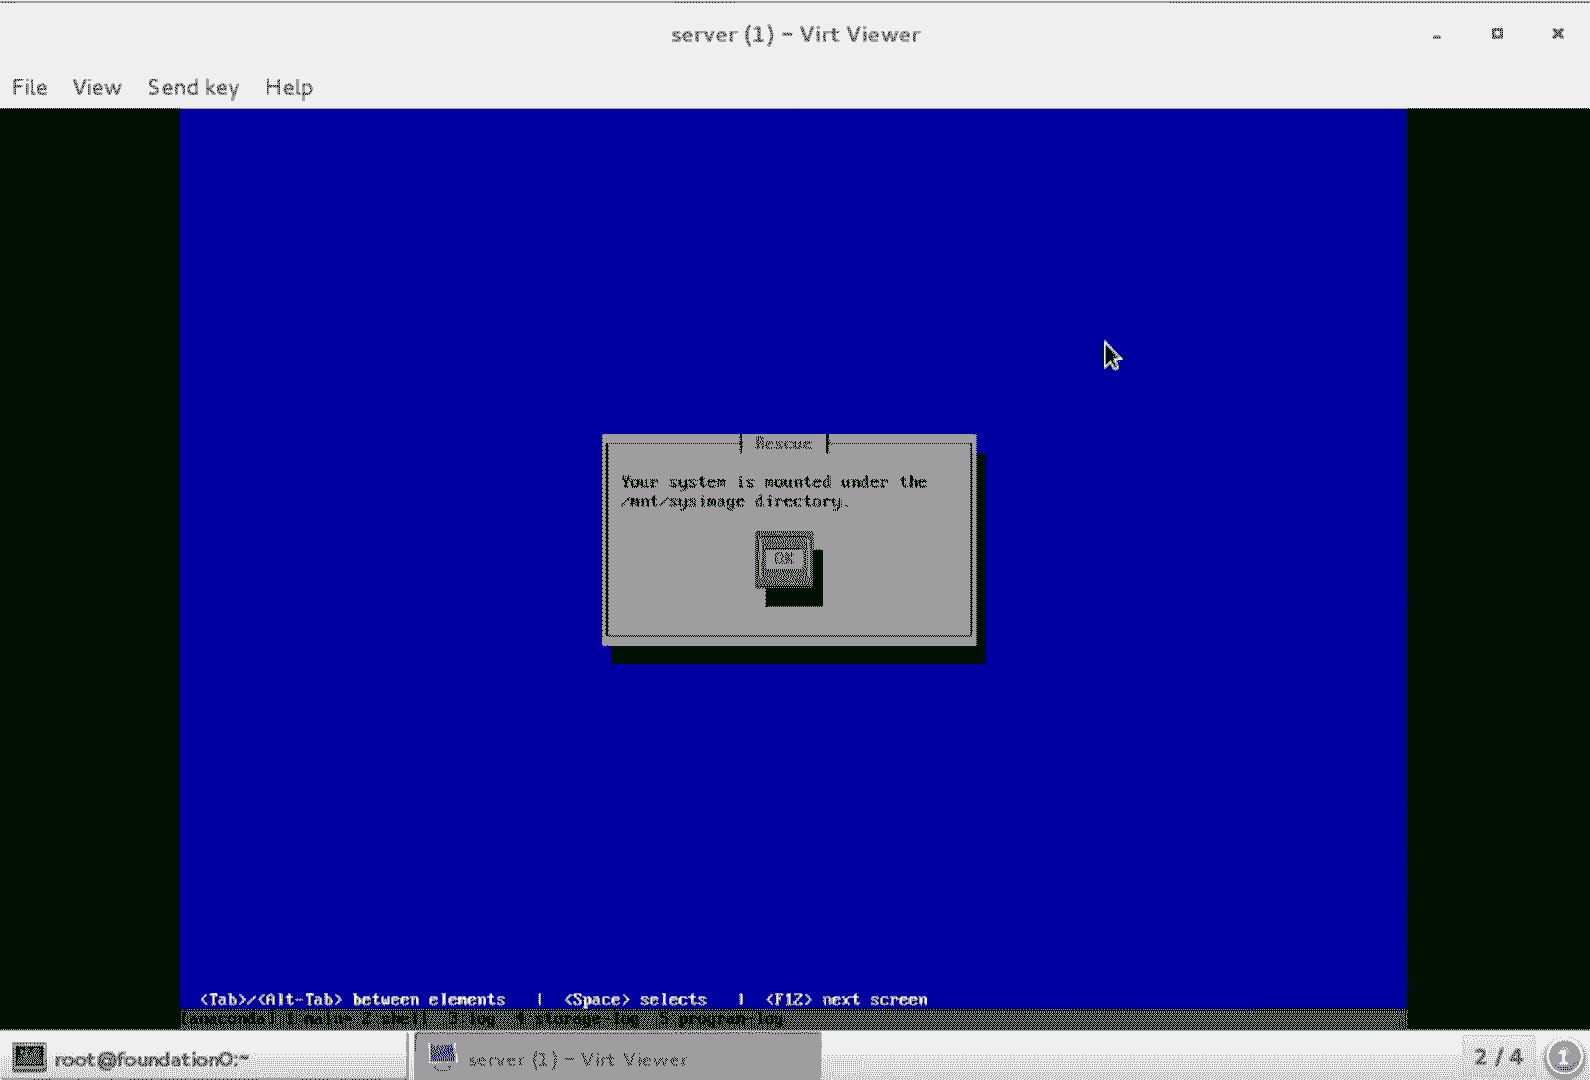 server (1) – Virt Viewer
File View Send key Help
Rescue
Your system is mounted under the
/mnt/sysimage directory.
OK
<Tab>/<Alt-Tab> between elements | <Space> selects | <F12> next screen
[anaconda] 1:main* 2:shell 3:log 4:storage-log 5:program-log
root@foundation0:~
server (1) – Virt Viewer
2 / 4
1